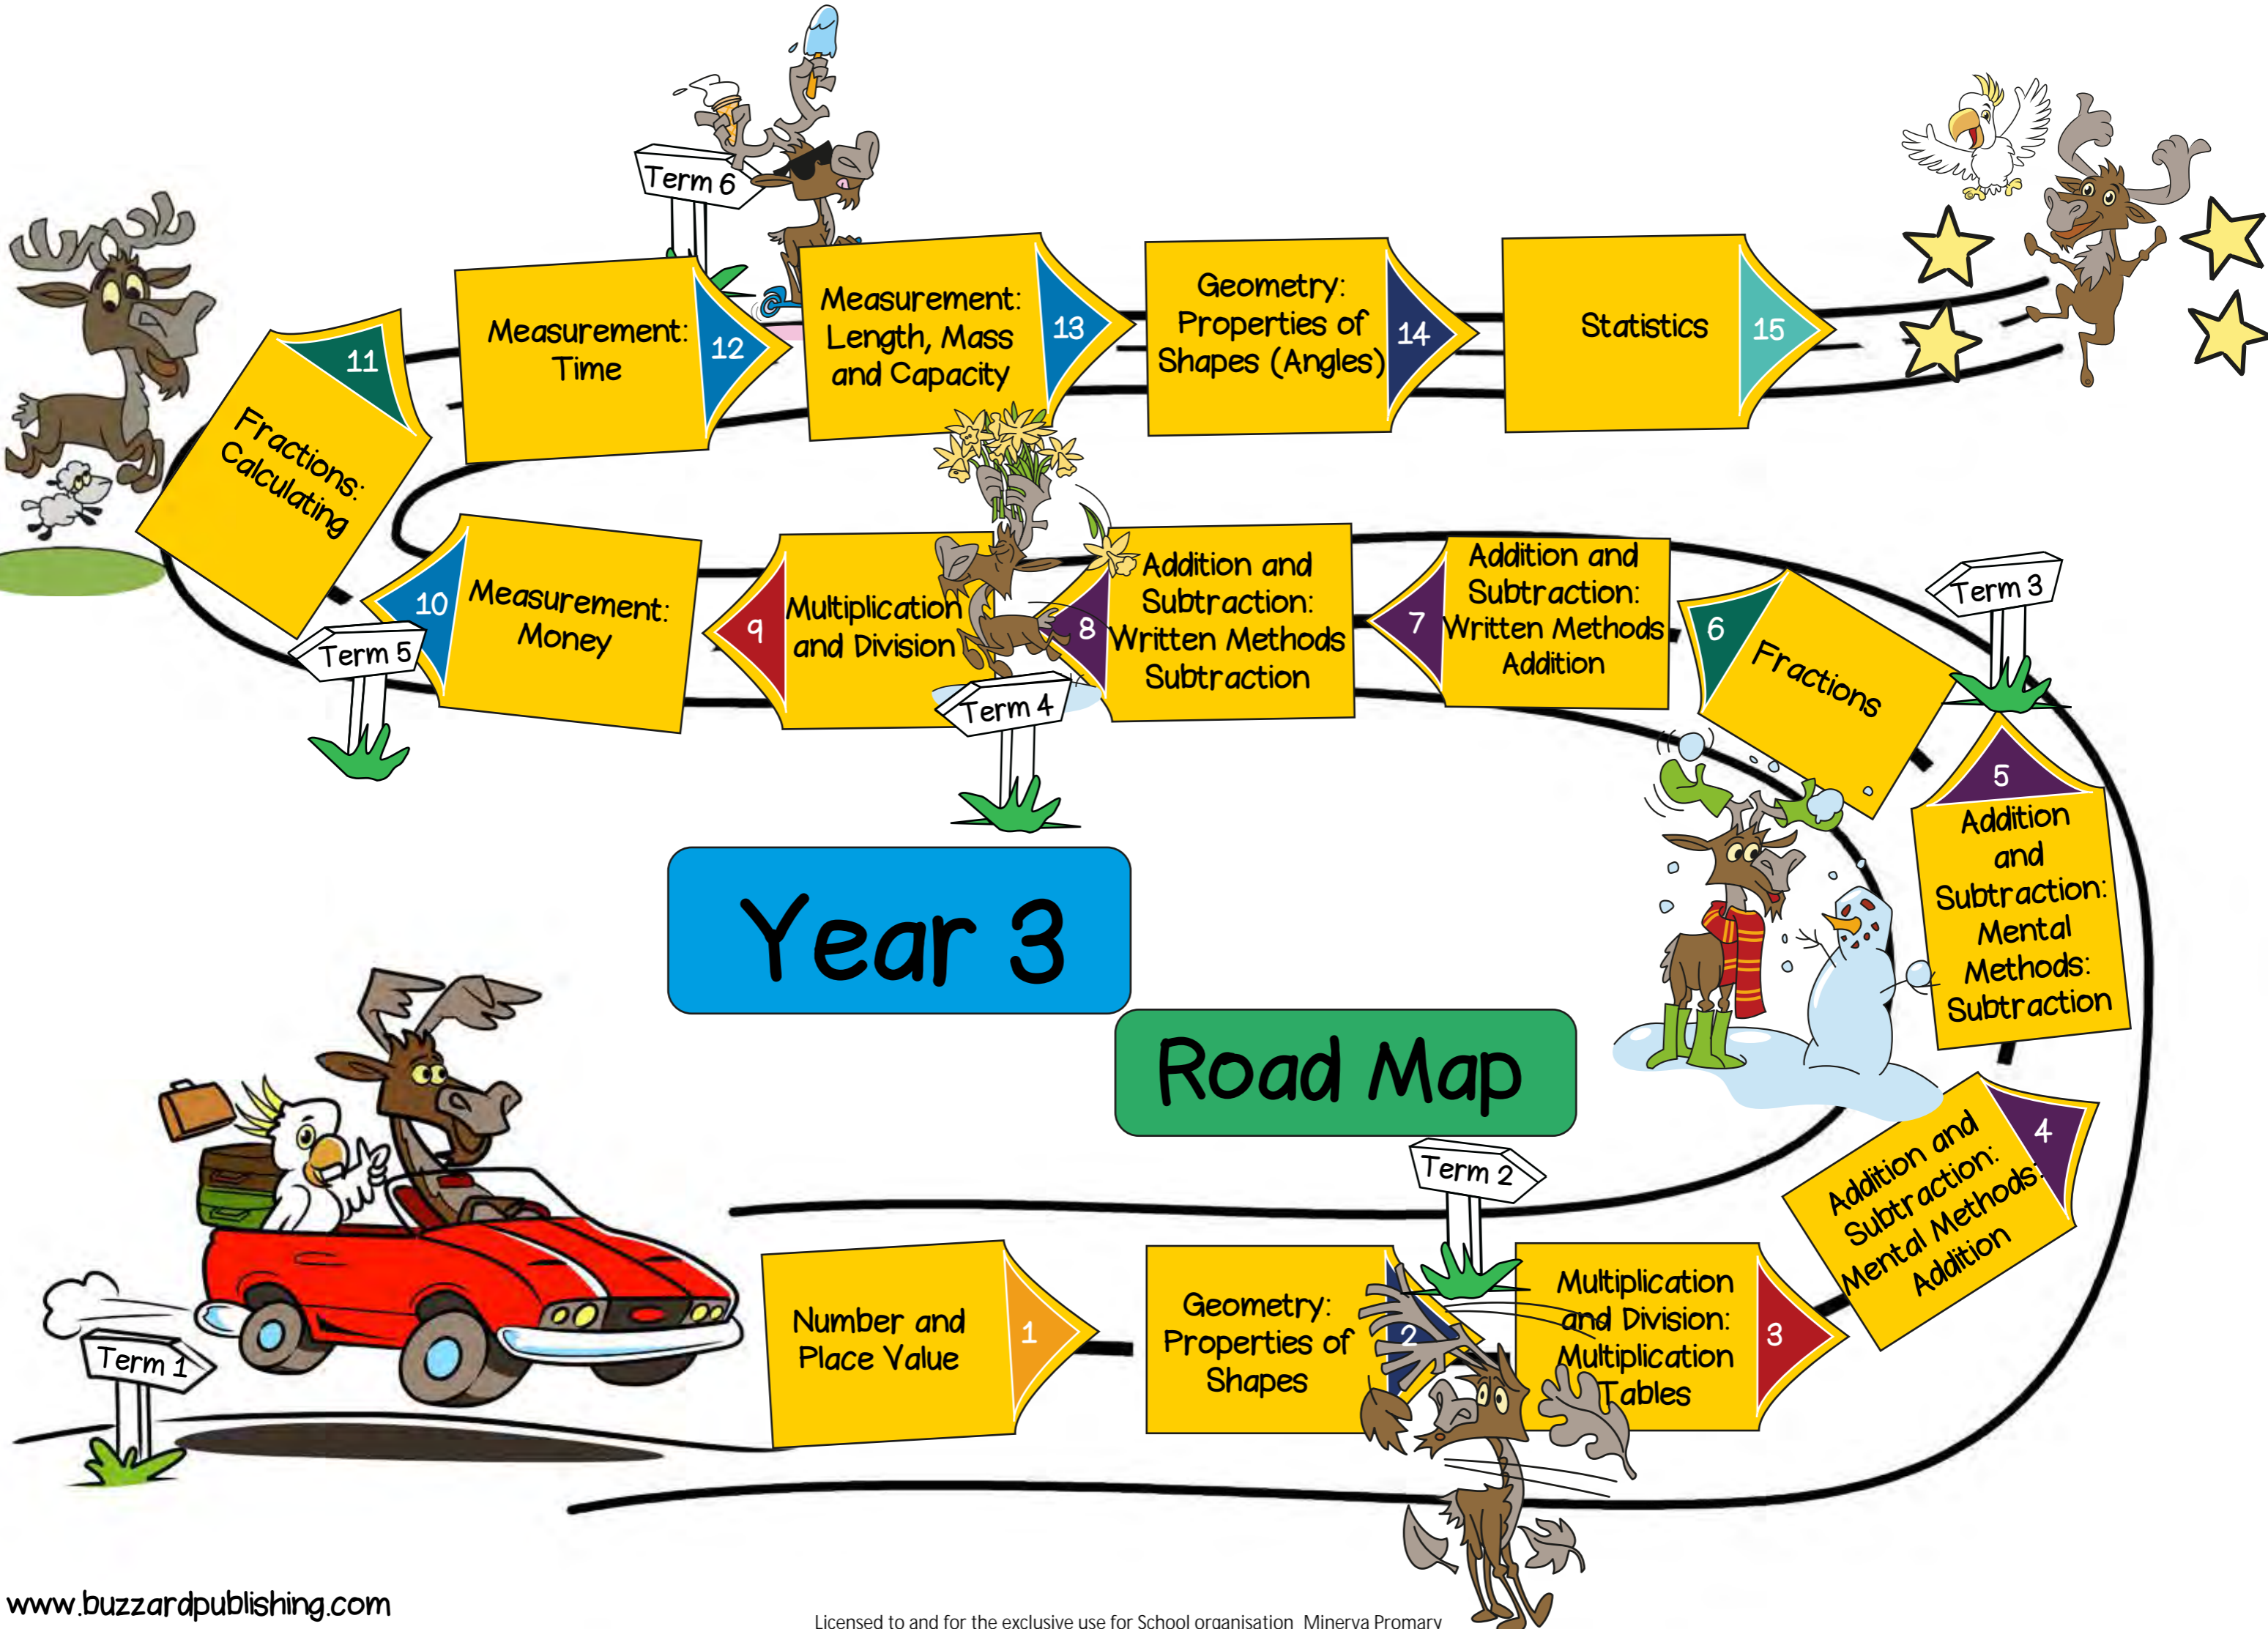 Term 6
Measurement:
Time
12
Measurement:
Length, Mass
and Capacity
13
Geometry:
Properties of
Shapes (Angles)
14
Statistics
15
11
Fractions:
Calculating
Term 5
10
Measurement:
Money
9
Multiplication
and Division
Term 4
8
Addition and
Subtraction:
Written Methods
Subtraction
7
Addition and
Subtraction:
Written Methods
Addition
6
Fractions
Term 3
5
Addition
and
Subtraction:
Mental
Methods:
Subtraction
Year 3
Road Map
Addition and
Subtraction:
Mental Methods:
Addition
4
Term 2
Term 1
Number and
Place Value
1
Geometry:
Properties of
Shapes
2
Multiplication
and Division:
Multiplication
Tables
3
www.buzzardpublishing.com
Licensed to and for the exclusive use for School organisation Minerva Promary